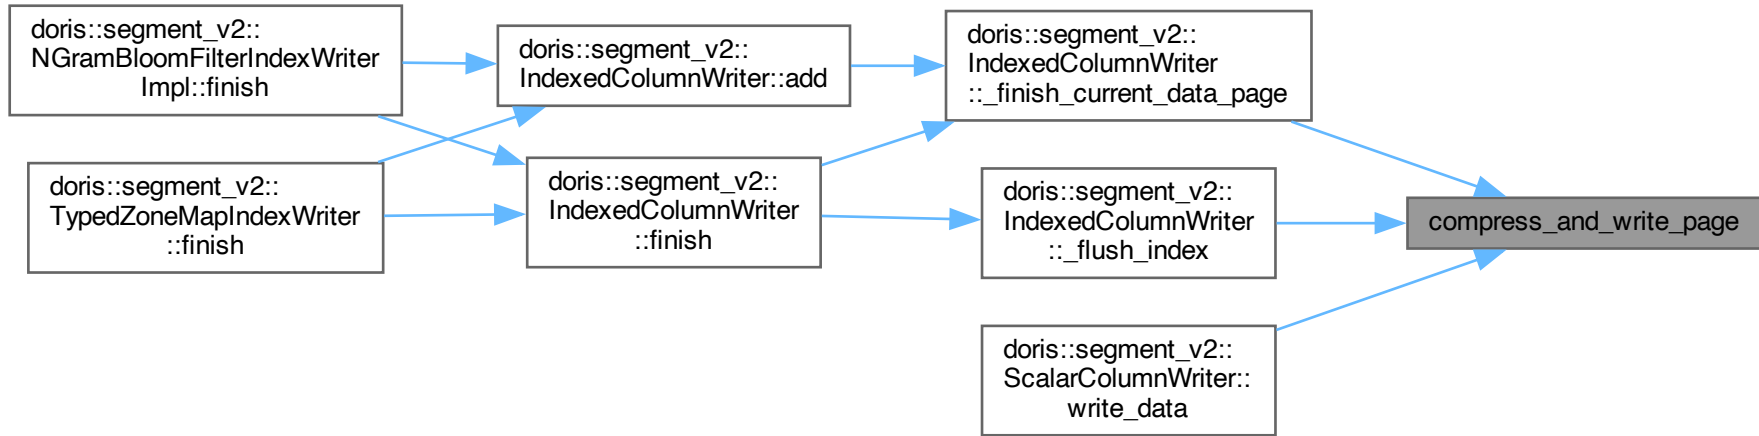 doris::segment_v2::
NGramBloomFilterIndexWriter
Impl::finish
doris::segment_v2::
TypedZoneMapIndexWriter
::finish
doris::segment_v2::
IndexedColumnWriter::add
doris::segment_v2::
IndexedColumnWriter
::finish
doris::segment_v2::
IndexedColumnWriter
::_finish_current_data_page
doris::segment_v2::
IndexedColumnWriter
::_flush_index
doris::segment_v2::
ScalarColumnWriter::
write_data
compress_and_write_page